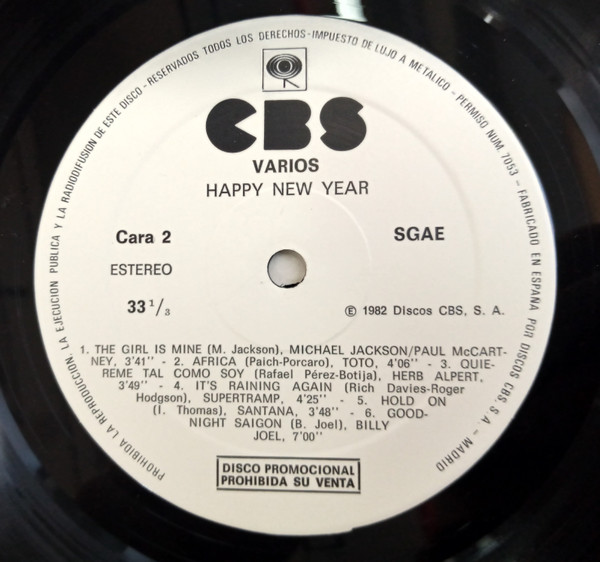 PROHIBIDA LA REPRODUCCION, LA EJECUCION PUBLICA Y LA RADIODIFUSION DE ESTE DISCO - RESERVADOS TODOS LOS DERECHOS - IMPUESTO DE LUJO A METALICO - PERMISO NUM. 7053 - FABRICADO EN ESPAÑA POR DISCOS CBS, S. A. - MADRID
CBS
VARIOS
HAPPY NEW YEAR
Cara 2
SGAE
ESTEREO
33 1/3
Ⓟ 1982 Discos CBS, S. A.
1. THE GIRL IS MINE (M. Jackson), MICHAEL JACKSON/PAUL McCART-
NEY, 3'41" - 2. AFRICA (Paich-Porcaro), TOTO, 4'06" - 3. QUIE-
REME TAL COMO SOY (Rafael Pérez-Botija), HERB ALPERT,
3'49" - 4. IT'S RAINING AGAIN (Rich Davies-Roger
Hodgson), SUPERTRAMP, 4'25" - 5. HOLD ON
(I. Thomas), SANTANA, 3'48" - 6. GOOD-
NIGHT SAIGON (B. Joel), BILLY
JOEL, 7'00"
DISCO PROMOCIONAL
PROHIBIDA SU VENTA